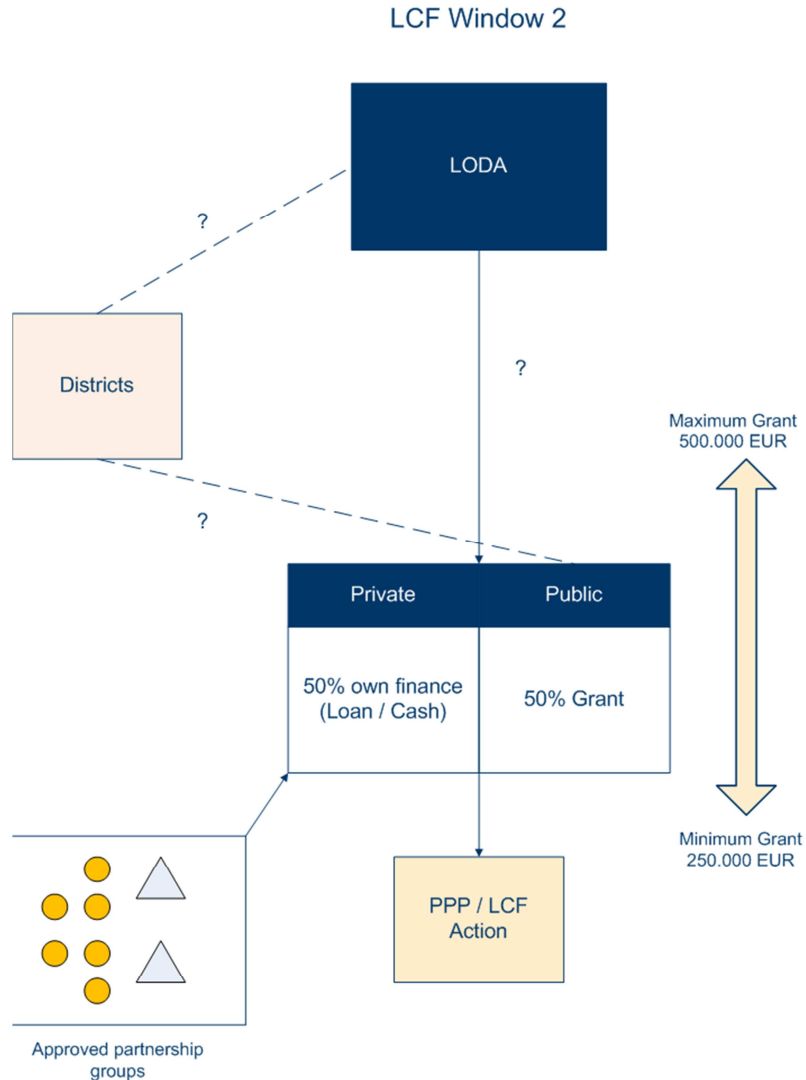 LCF Window 2
LODA
?
Districts
?
Maximum Grant
500.000 EUR
?
Private
Public
50% own finance
(Loan / Cash)
50% Grant
Minimum Grant
250.000 EUR
PPP / LCF
Action
Approved partnership
groups